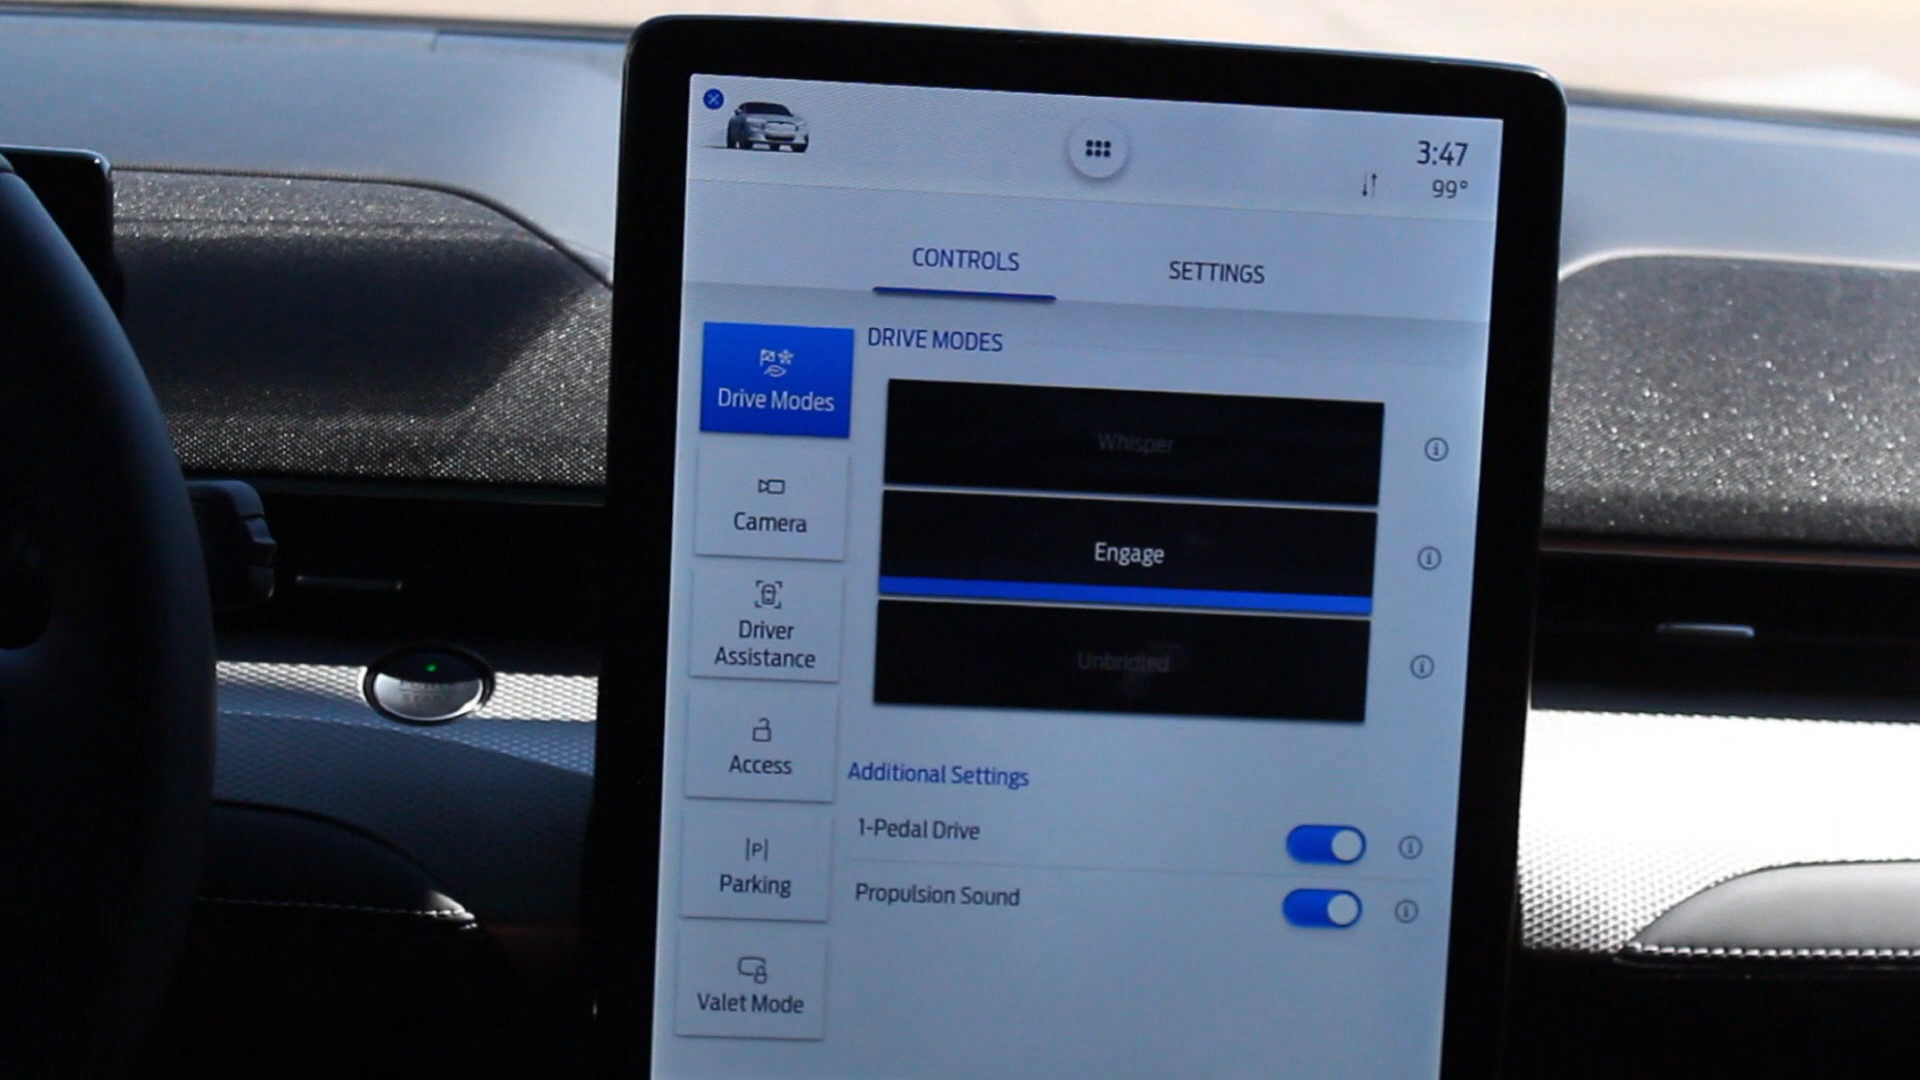 3:47
99°
CONTROLS
SETTINGS
DRIVE MODES
Drive Modes
Whisper
Camera
Engage
Driver
Assistance
Unbridled
Access
Additional Settings
1-Pedal Drive
|P|
Parking
Propulsion Sound
Valet Mode